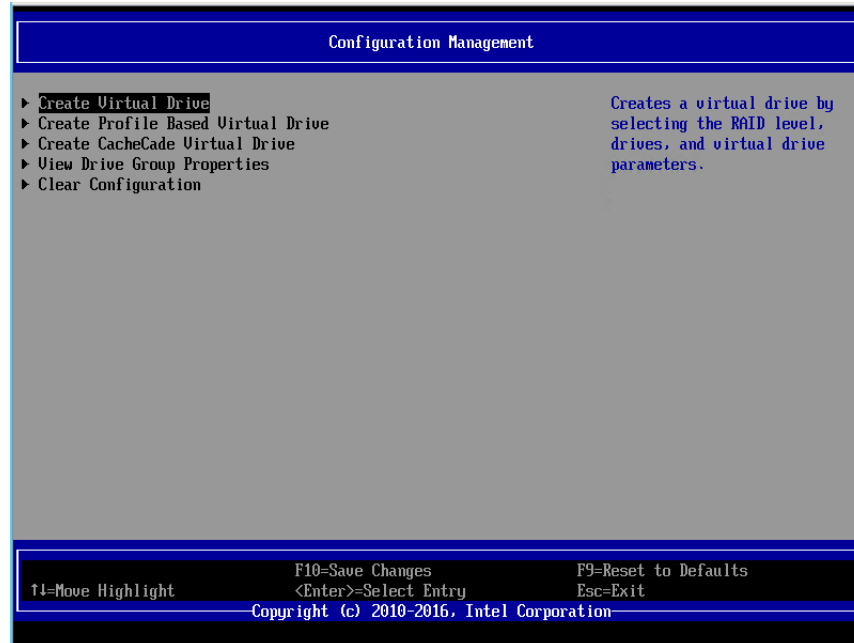 Configuration Management
Create Virtual Drive
Create Profile Based Virtual Drive
Create CacheCade Virtual Drive
View Drive Group Properties
Clear Configuration
Creates a virtual drive by
selecting the RAID level,
drives, and virtual drive
parameters.
F10=Save Changes F9=Reset to Defaults
↑↓=Move Highlight <Enter>=Select Entry Esc=Exit
Copyright (c) 2010-2016, Intel Corporation